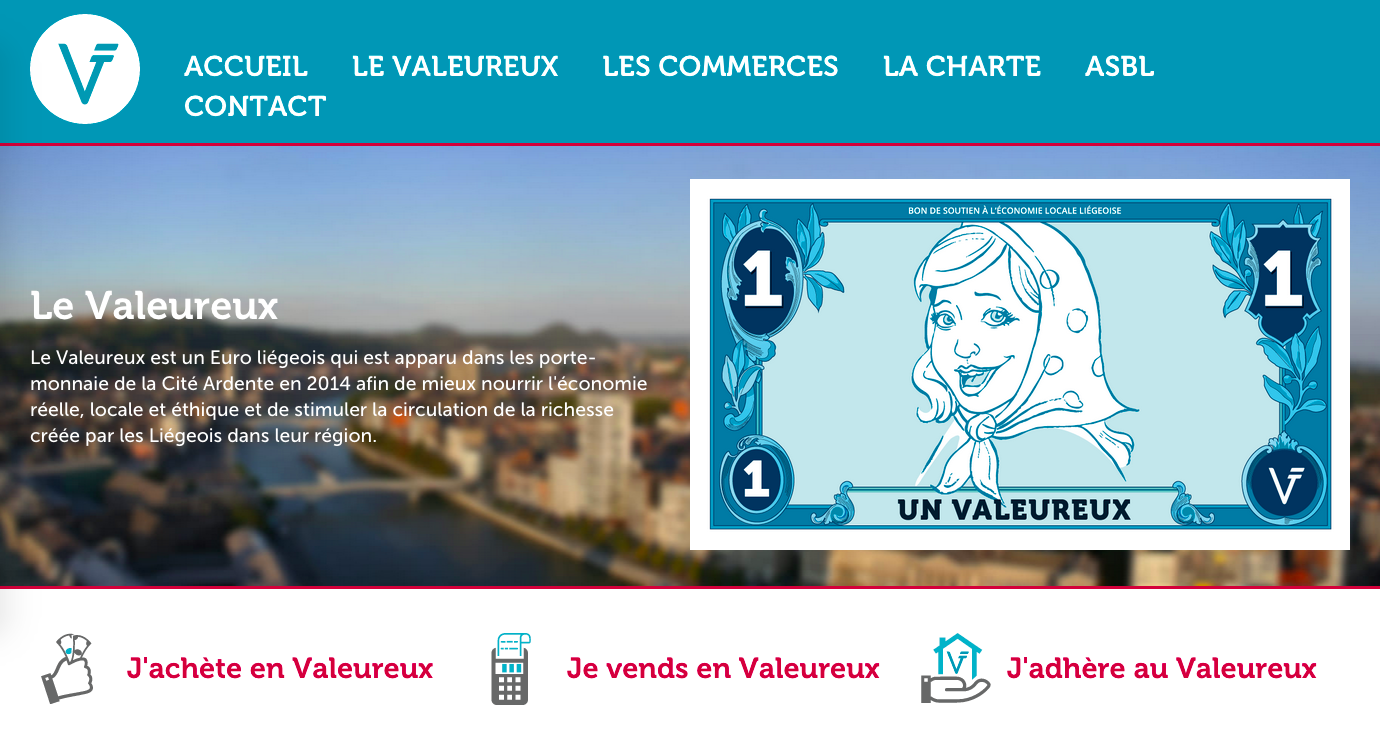 ACCUEIL LE VALEUREUX LES COMMERCES LA CHARTE ASBL
CONTACT
Le Valeureux
Le Valeureux est un Euro liégeois qui est apparu dans les porte-
monnaie de la Cité Ardente en 2014 afin de mieux nourrir l'économie
réelle, locale et éthique et de stimuler la circulation de la richesse
créée par les Liégeois dans leur région.
BON DE SOUTIEN À L'ÉCONOMIE LOCALE LIÉGEOISE
1 1
1
UN VALEUREUX
J'achète en Valeureux
Je vends en Valeureux
J'adhère au Valeureux